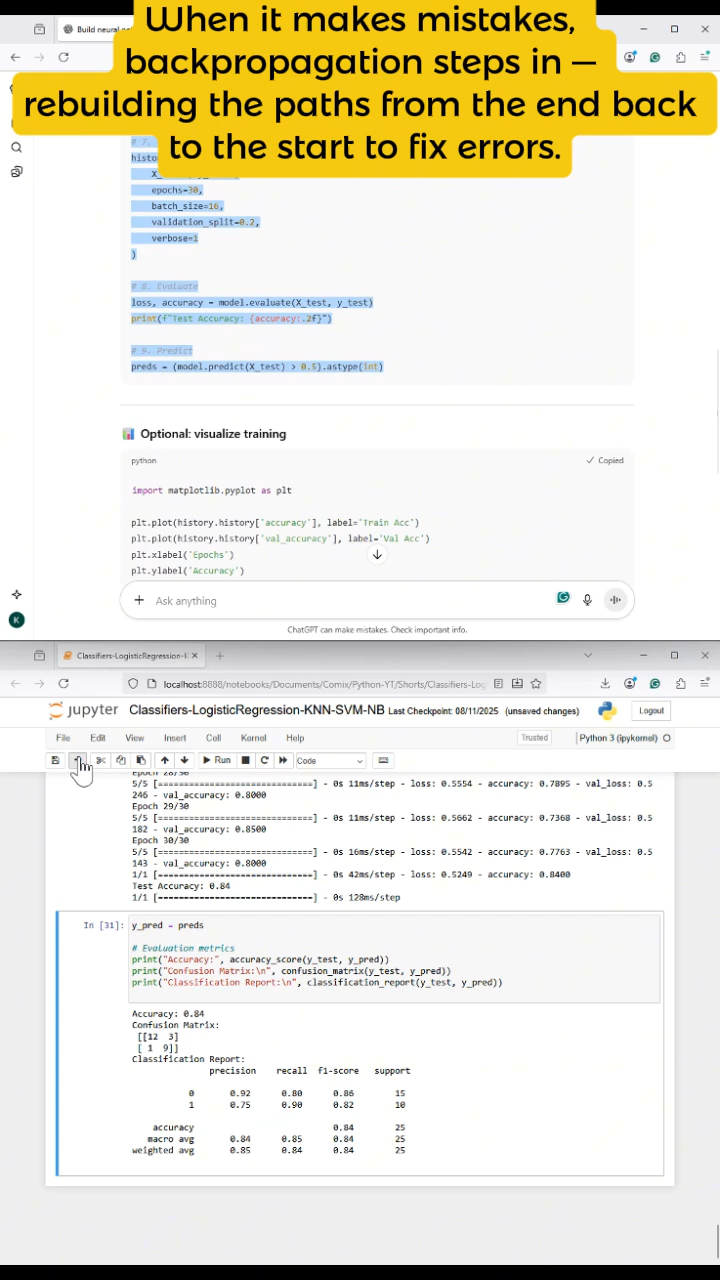 When it makes mistakes,
backpropagation steps in —
rebuilding the paths from the end back
to the start to fix errors.
Build neural
# 7.
epochs=30,
batch_size=16,
validation_split=0.2,
verbose=1
)
# 8. Evaluate
loss, accuracy = model.evaluate(X_test, y_test)
print(f"Test Accuracy: {accuracy:.2f}")
# 9. Predict
preds = (model.predict(X_test) > 0.5).astype(int)
📊 Optional: visualize training
python
✓ Copied
import matplotlib.pyplot as plt
plt.plot(history.history['accuracy'], label='Train Acc')
plt.plot(history.history['val_accuracy'], label='Val Acc')
plt.xlabel('Epochs')
plt.ylabel('Accuracy')
+ Ask anything
K
ChatGPT can make mistakes. Check important info.
Classifiers-LogisticRegression-K × +
localhost:8888/notebooks/Documents/Comix/Python-YT/Shorts/Classifiers-Log
jupyter Classifiers-LogisticRegression-KNN-SVM-NB Last Checkpoint: 08/11/2025 (unsaved changes) Logout
File Edit View Insert Cell Kernel Help Trusted Python 3 (ipykernel) O
Run Code
Epoch 28/30
5/5 [==============================] - 0s 11ms/step - loss: 0.5554 - accuracy: 0.7895 - val_loss: 0.5
246 - val_accuracy: 0.8000
Epoch 29/30
5/5 [==============================] - 0s 11ms/step - loss: 0.5662 - accuracy: 0.7368 - val_loss: 0.5
182 - val_accuracy: 0.8500
Epoch 30/30
5/5 [==============================] - 0s 16ms/step - loss: 0.5542 - accuracy: 0.7763 - val_loss: 0.5
143 - val_accuracy: 0.8000
1/1 [==============================] - 0s 42ms/step - loss: 0.5249 - accuracy: 0.8400
Test Accuracy: 0.84
1/1 [==============================] - 0s 128ms/step
In [31]: y_pred = preds
# Evaluation metrics
print("Accuracy:", accuracy_score(y_test, y_pred))
print("Confusion Matrix:\n", confusion_matrix(y_test, y_pred))
print("Classification Report:\n", classification_report(y_test, y_pred))
Accuracy: 0.84
Confusion Matrix:
[[12 3]
[ 1 9]]
Classification Report:
precision recall f1-score support
0 0.92 0.80 0.86 15
1 0.75 0.90 0.82 10
accuracy 0.84 25
macro avg 0.84 0.85 0.84 25
weighted avg 0.85 0.84 0.84 25